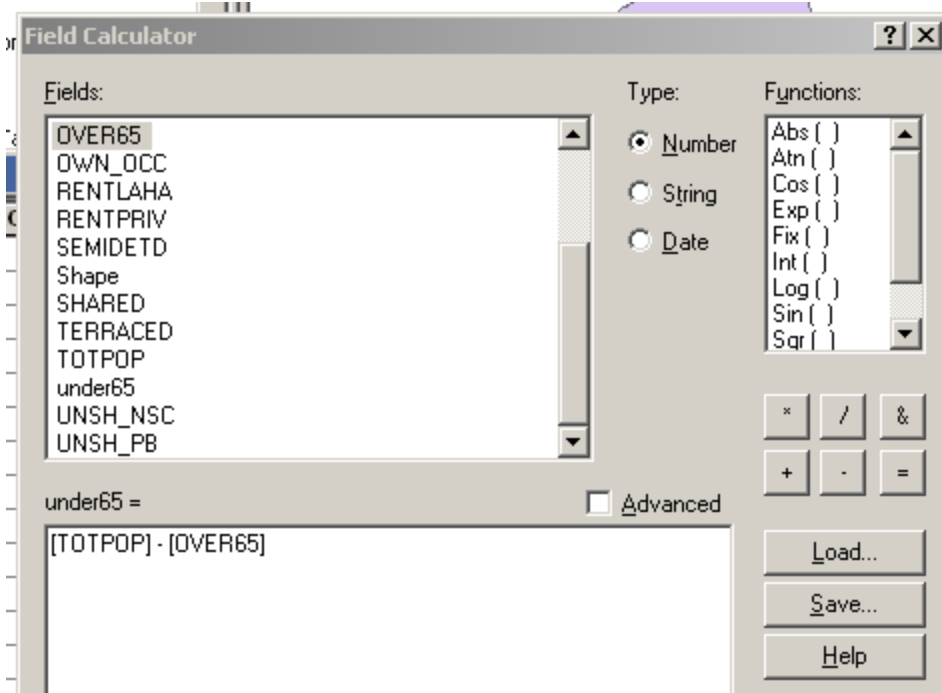 Field Calculator
Fields:
Type:
Functions:
OVER65
OWN_OCC
RENTLAHA
RENTPRIV
SEMIDETD
Shape
SHARED
TERRACED
TOTPOP
under65
UNSH_NSC
UNSH_PB
Number
String
Date
Abs ( )
Atn ( )
Cos ( )
Exp ( )
Fix ( )
Int ( )
Log ( )
Sin ( )
Sqr ( )
* / &
+ - =
under65 =
Advanced
[TOTPOP] - [OVER65]
Load...
Save...
Help